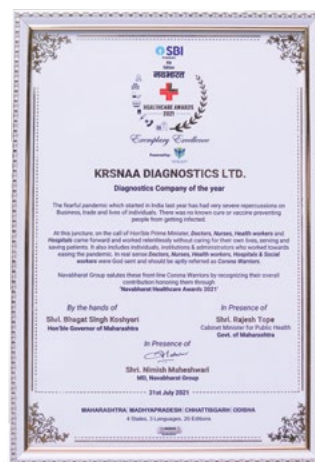 SBI
नवभारत
HEALTHCARE AWARDS
2021
Exemplary Excellence
Powered by
KRSNAA DIAGNOSTICS LTD.
Diagnostics Company of the year
The fearful pandemic which started in India last year has had very severe repercussions on
Business, trade and lives of individuals. There was no known cure or vaccine preventing
people from getting infected.
At this juncture, on the call of Hon'ble Prime Minister, Doctors, Nurses, Health workers and
Hospitals came forward and worked relentlessly without caring for their own lives, serving and
saving patients. It also includes individuals, institutions & administrators who worked towards
easing the pandemic. In real sense Doctors, Nurses, Health workers, Hospitals & Social
workers were God sent and should be aptly referred as Corona Warriors.
Navabharat Group salutes these front-line Corona Warriors by recognizing their overall
contribution honoring them through
'Navabharat Healthcare Awards 2021'
By the hands of
Shri. Bhagat Singh Koshyari
Hon'ble Governor of Maharashtra
In Presence of
Shri. Rajesh Tope
Cabinet Minister for Public Health
Govt. of Maharashtra
In Presence of
Shri. Nimish Maheshwari
MD, Navabharat Group
31st July 2021
MAHARASHTRA| MADHYAPRADESH| CHHATTISGARH| ODISHA
4 States, 3 Languages, 20 Editions